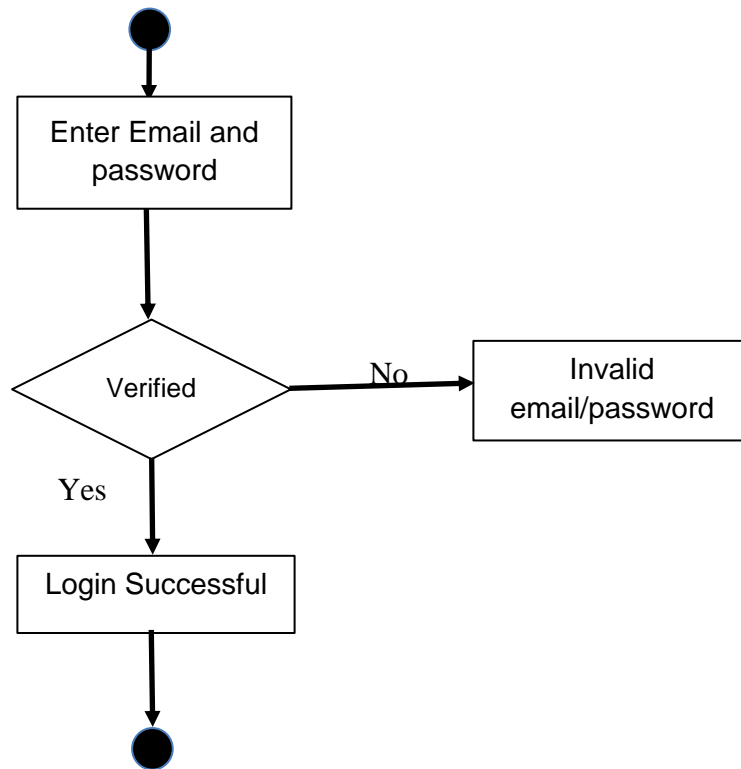 Enter Email and
password
Verified
No
Invalid
email/password
Yes
Login Successful